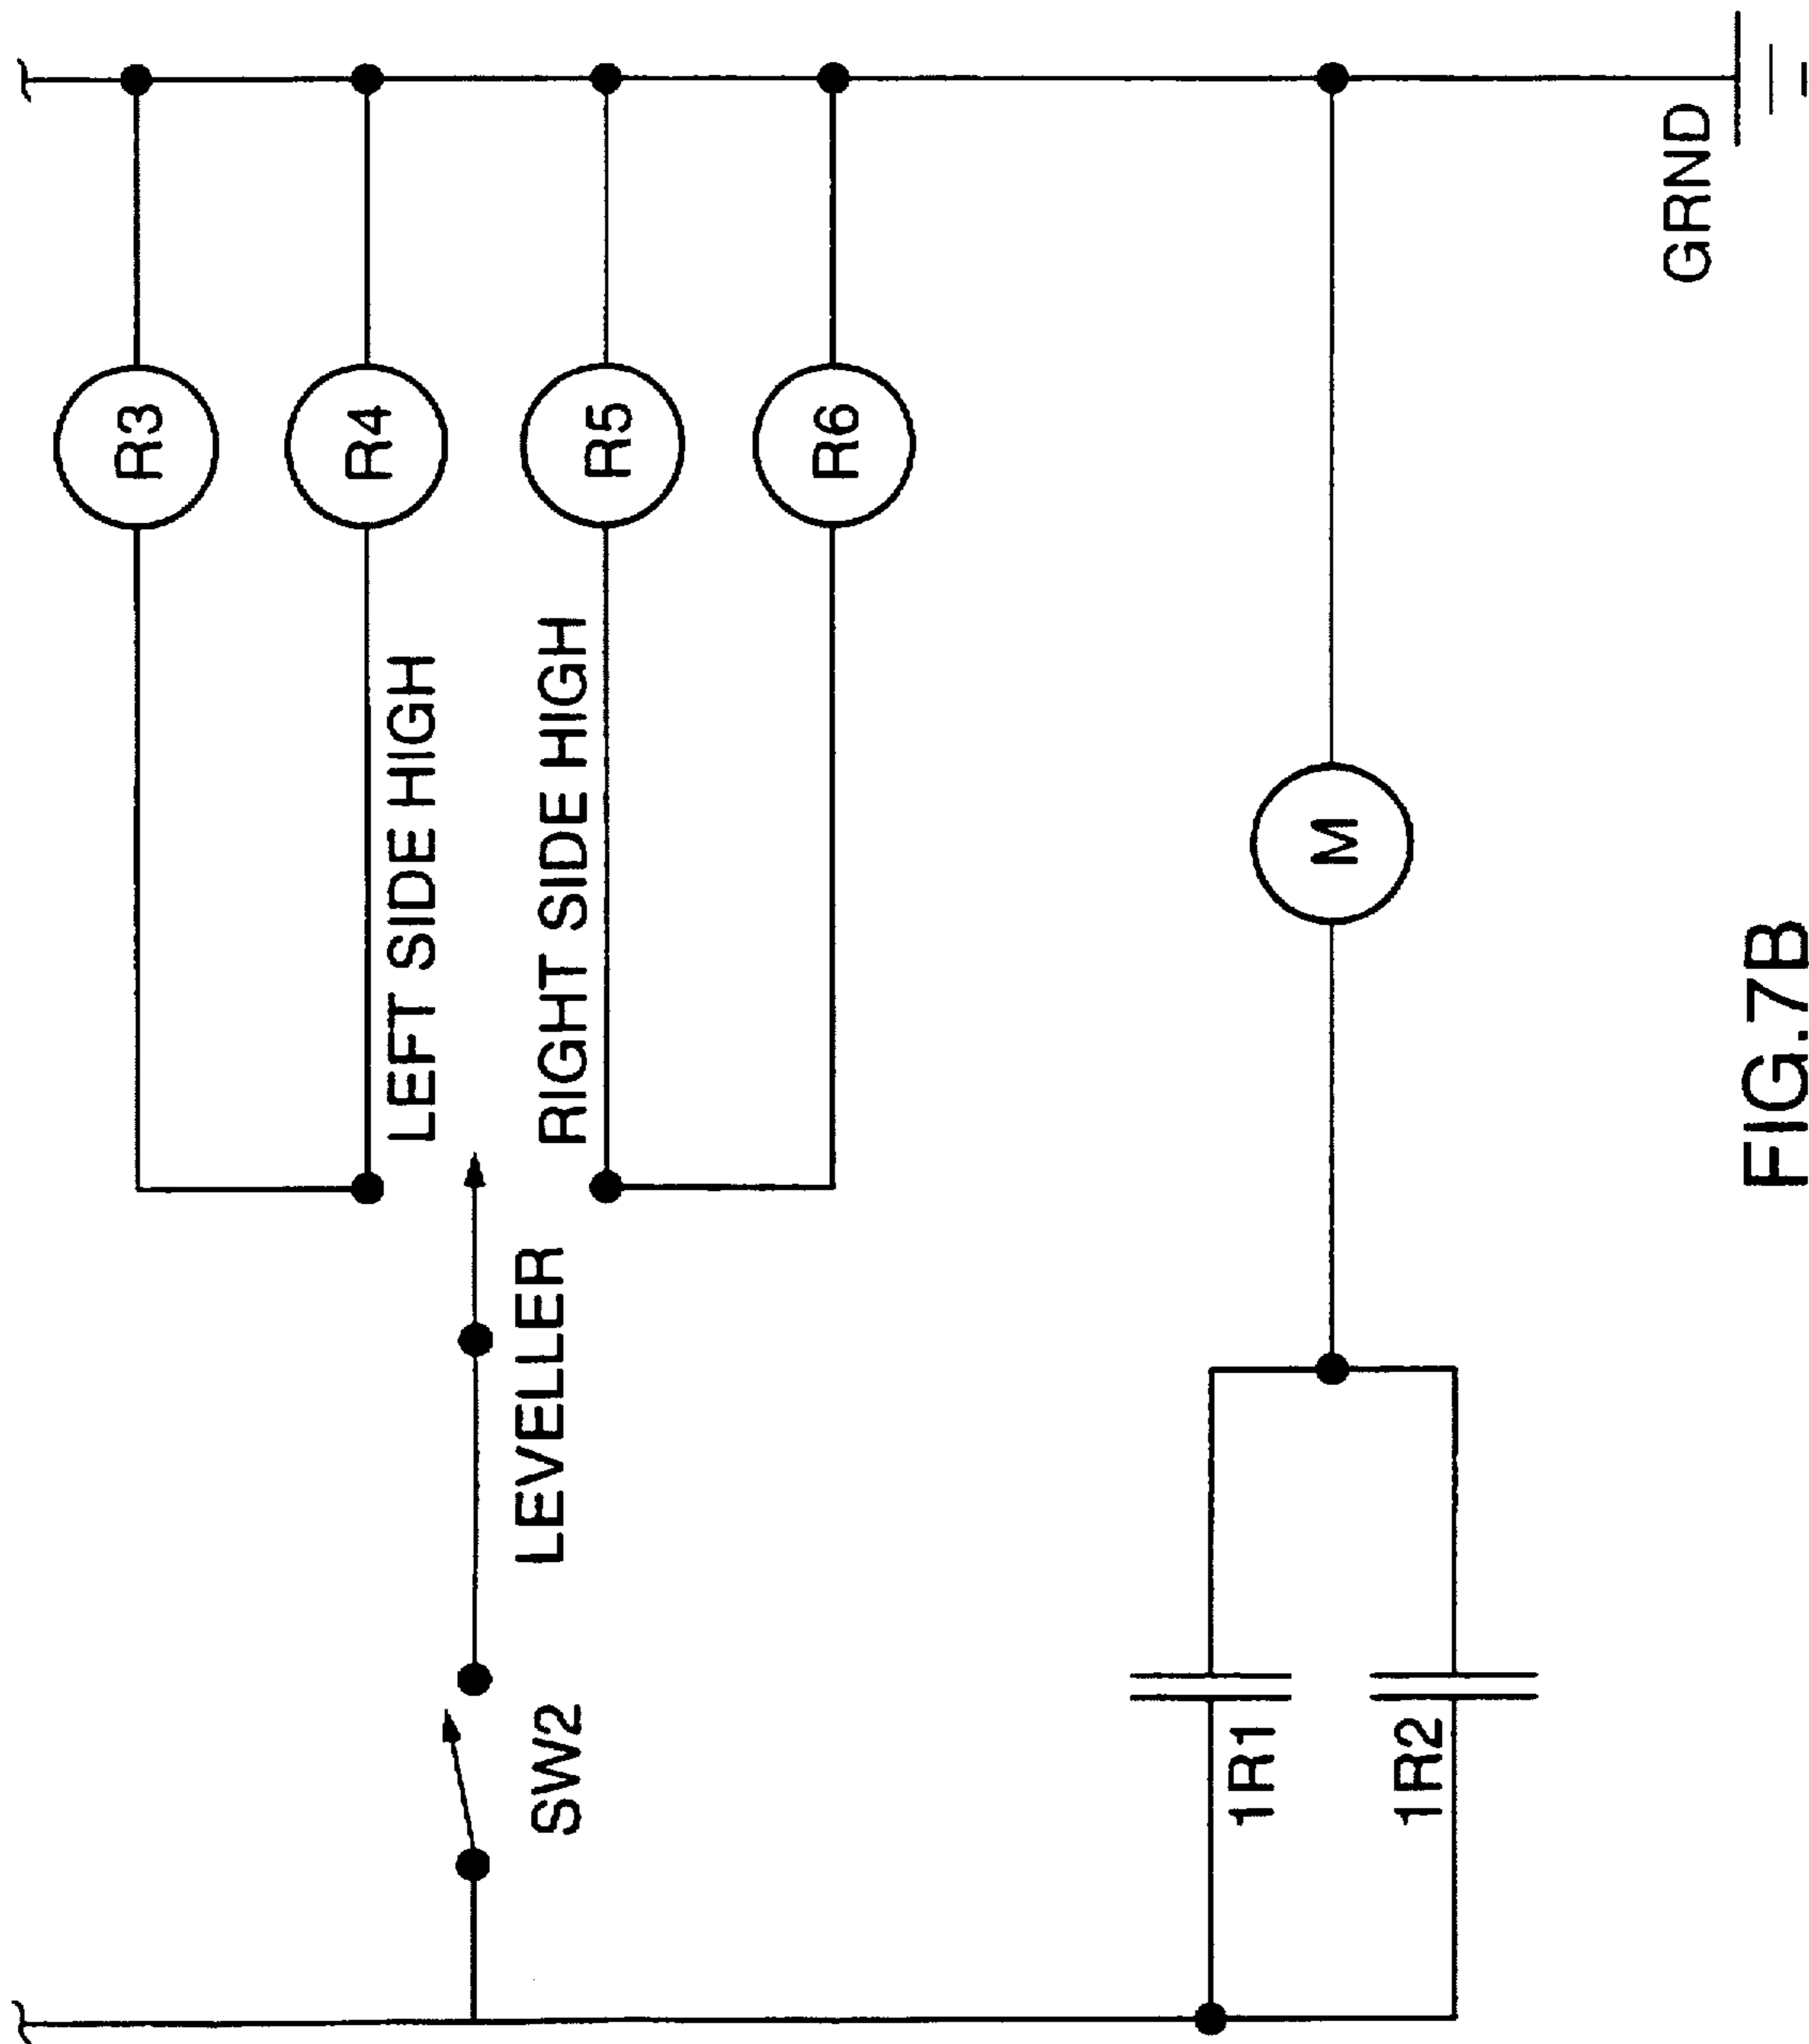 R3
R4
LEFT SIDE HIGH
RIGHT SIDE HIGH
R5
R6
SW2
LEVELLER
1R1
1R2
M
GRND
FIG.7B